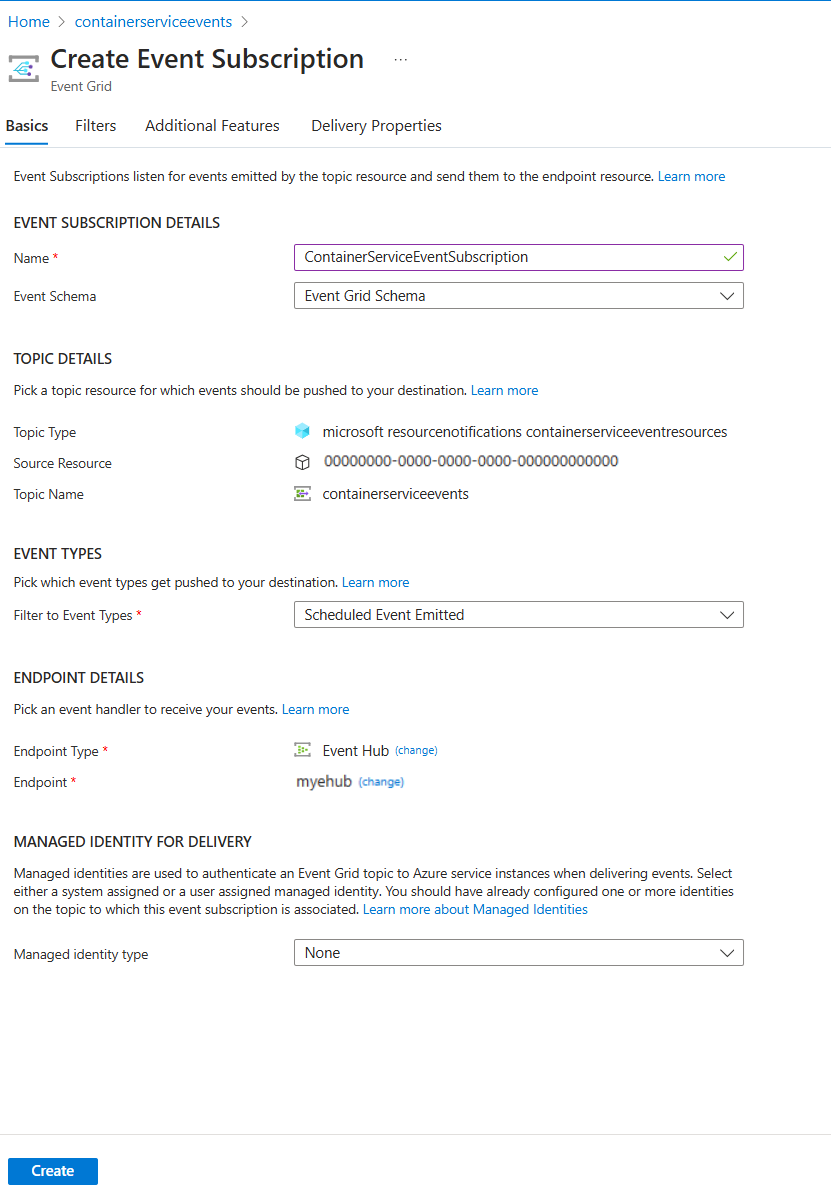 Home > containerserviceevents >
Create Event Subscription ...
Event Grid
Basics Filters Additional Features Delivery Properties
Event Subscriptions listen for events emitted by the topic resource and send them to the endpoint resource. Learn more
EVENT SUBSCRIPTION DETAILS
Name * ContainerServiceEventSubscription
Event Schema Event Grid Schema
TOPIC DETAILS
Pick a topic resource for which events should be pushed to your destination. Learn more
Topic Type microsoft resourcenotifications containerserviceeventresources
Source Resource 00000000-0000-0000-0000-000000000000
Topic Name containerserviceevents
EVENT TYPES
Pick which event types get pushed to your destination. Learn more
Filter to Event Types * Scheduled Event Emitted
ENDPOINT DETAILS
Pick an event handler to receive your events. Learn more
Endpoint Type * Event Hub (change)
Endpoint * myehub (change)
MANAGED IDENTITY FOR DELIVERY
Managed identities are used to authenticate an Event Grid topic to Azure service instances when delivering events. Select
either a system assigned or a user assigned managed identity. You should have already configured one or more identities
on the topic to which this event subscription is associated. Learn more about Managed Identities
Managed identity type None
Create